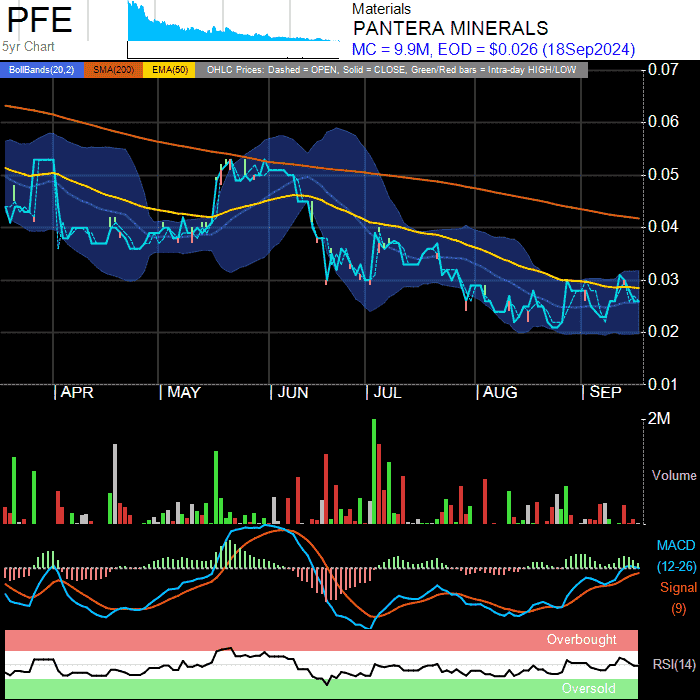 PFE
5yr Chart
Materials
PANTERA MINERALS
MC = 9.9M, EOD = $0.026 (18Sep2024)
BollBands(20,2) SMA(200) EMA(50) OHLC Prices: Dashed = OPEN, Solid = CLOSE, Green/Red bars = Intra-day HIGH/LOW
0.07
0.06
0.05
0.04
0.03
0.02
0.01
APR MAY JUN JUL AUG SEP
2M
Volume
MACD
(12-26)
Signal
(9)
Overbought
RSI(14)
Oversold